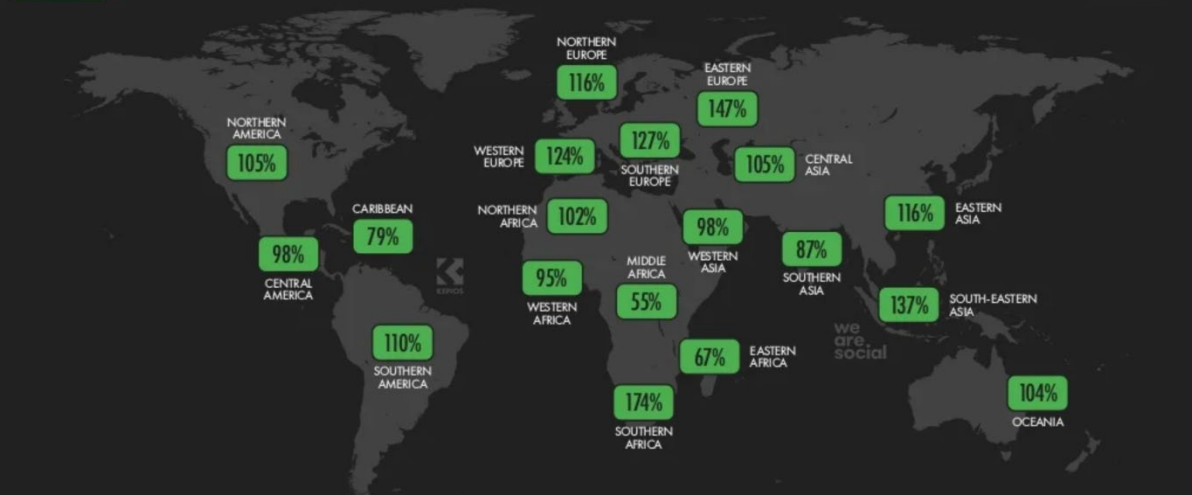 NORTHERN
EUROPE
116%
EASTERN
EUROPE
147%
NORTHERN
AMERICA
105%
WESTERN
EUROPE
124%
127%
SOUTHERN
EUROPE
105%
CENTRAL
ASIA
CARIBBEAN
79%
NORTHERN
AFRICA
102%
98%
WESTERN
ASIA
116%
EASTERN
ASIA
98%
CENTRAL
AMERICA
87%
SOUTHERN
ASIA
95%
WESTERN
AFRICA
MIDDLE
AFRICA
55%
KEPIOS
137%
SOUTH-EASTERN
ASIA
we
are.
social
110%
SOUTHERN
AMERICA
67%
EASTERN
AFRICA
174%
SOUTHERN
AFRICA
104%
OCEANIA